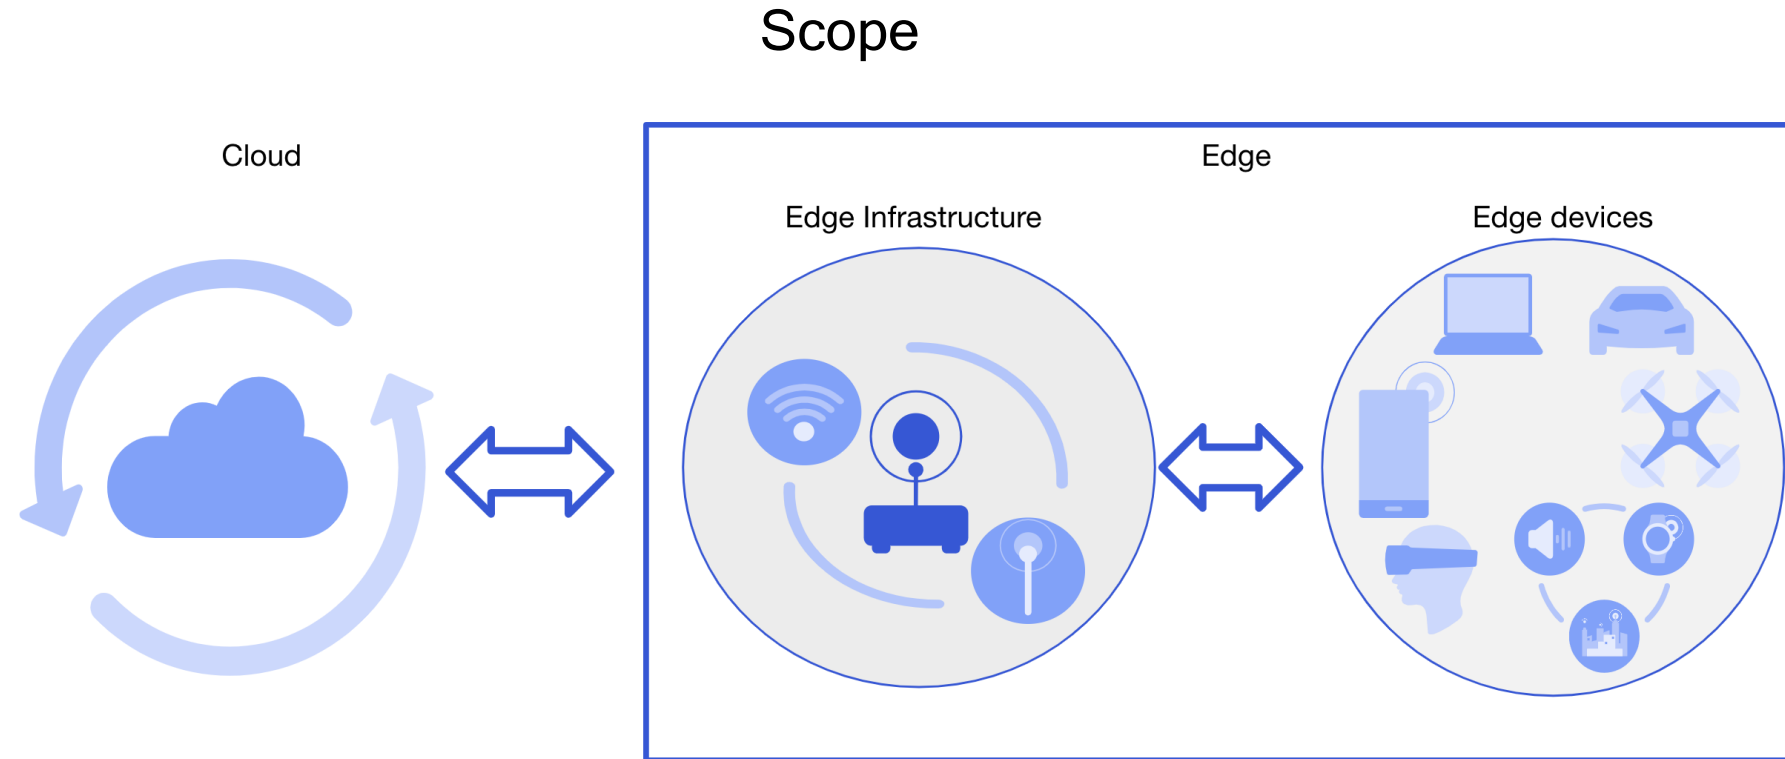 Scope
Cloud
Edge
Edge Infrastructure
Edge devices